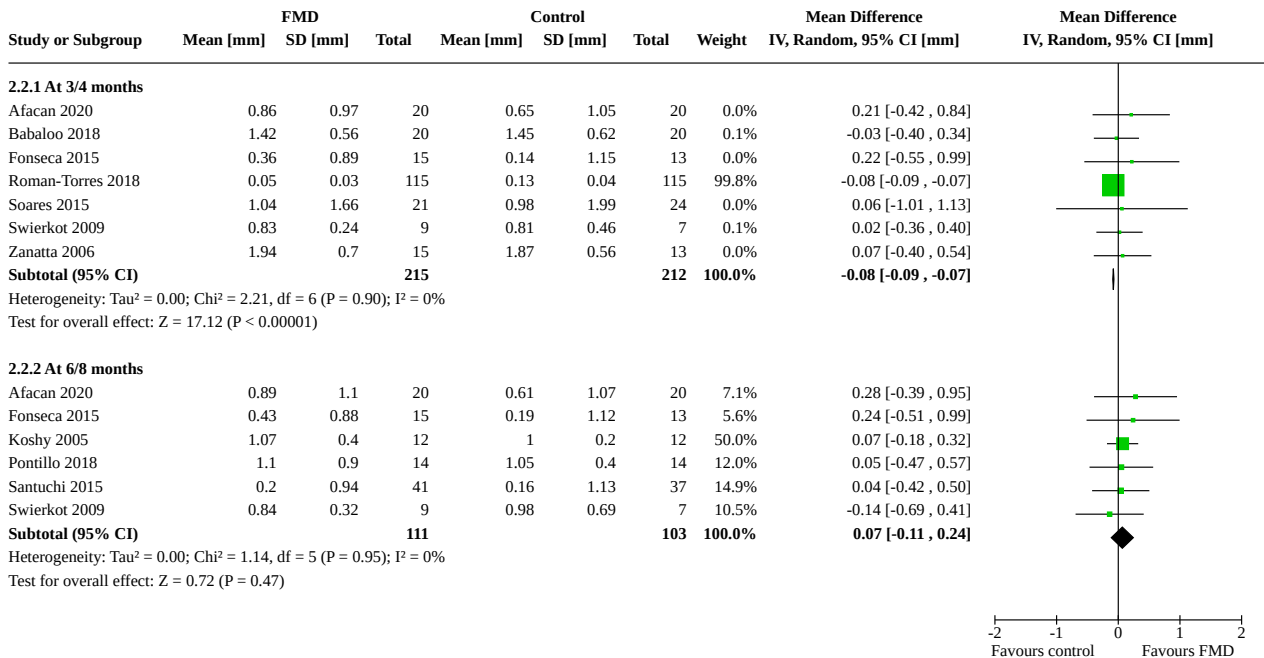 FMD Control Mean Difference Mean Difference
Study or Subgroup Mean [mm] SD [mm] Total Mean [mm] SD [mm] Total Weight IV, Random, 95% CI [mm] IV, Random, 95% CI [mm]
2.2.1 At 3/4 months
Afacan 2020 0.86 0.97 20 0.65 1.05 20 0.0% 0.21 [-0.42 , 0.84]
Babaloo 2018 1.42 0.56 20 1.45 0.62 20 0.1% -0.03 [-0.40 , 0.34]
Fonseca 2015 0.36 0.89 15 0.14 1.15 13 0.0% 0.22 [-0.55 , 0.99]
Roman-Torres 2018 0.05 0.03 115 0.13 0.04 115 99.8% -0.08 [-0.09 , -0.07]
Soares 2015 1.04 1.66 21 0.98 1.99 24 0.0% 0.06 [-1.01 , 1.13]
Swierkot 2009 0.83 0.24 9 0.81 0.46 7 0.1% 0.02 [-0.36 , 0.40]
Zanatta 2006 1.94 0.7 15 1.87 0.56 13 0.0% 0.07 [-0.40 , 0.54]
Subtotal (95% CI) 215 212 100.0% -0.08 [-0.09 , -0.07]
Heterogeneity: Tau² = 0.00; Chi² = 2.21, df = 6 (P = 0.90); I² = 0%
Test for overall effect: Z = 17.12 (P < 0.00001)
2.2.2 At 6/8 months
Afacan 2020 0.89 1.1 20 0.61 1.07 20 7.1% 0.28 [-0.39 , 0.95]
Fonseca 2015 0.43 0.88 15 0.19 1.12 13 5.6% 0.24 [-0.51 , 0.99]
Koshy 2005 1.07 0.4 12 1 0.2 12 50.0% 0.07 [-0.18 , 0.32]
Pontillo 2018 1.1 0.9 14 1.05 0.4 14 12.0% 0.05 [-0.47 , 0.57]
Santuchi 2015 0.2 0.94 41 0.16 1.13 37 14.9% 0.04 [-0.42 , 0.50]
Swierkot 2009 0.84 0.32 9 0.98 0.69 7 10.5% -0.14 [-0.69 , 0.41]
Subtotal (95% CI) 111 103 100.0% 0.07 [-0.11 , 0.24]
Heterogeneity: Tau² = 0.00; Chi² = 1.14, df = 5 (P = 0.95); I² = 0%
Test for overall effect: Z = 0.72 (P = 0.47)
-2 -1 0 1 2
Favours control Favours FMD